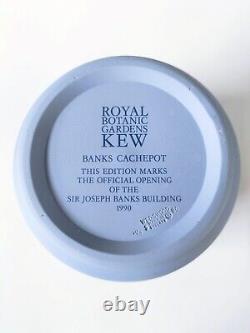 ROYAL
BOTANIC
GARDENS
KEW
BANKS CACHEPOT
THIS EDITION MARKS
THE OFFICIAL OPENING
OF THE
SIR JOSEPH BANKS BUILDING
1990
ebay